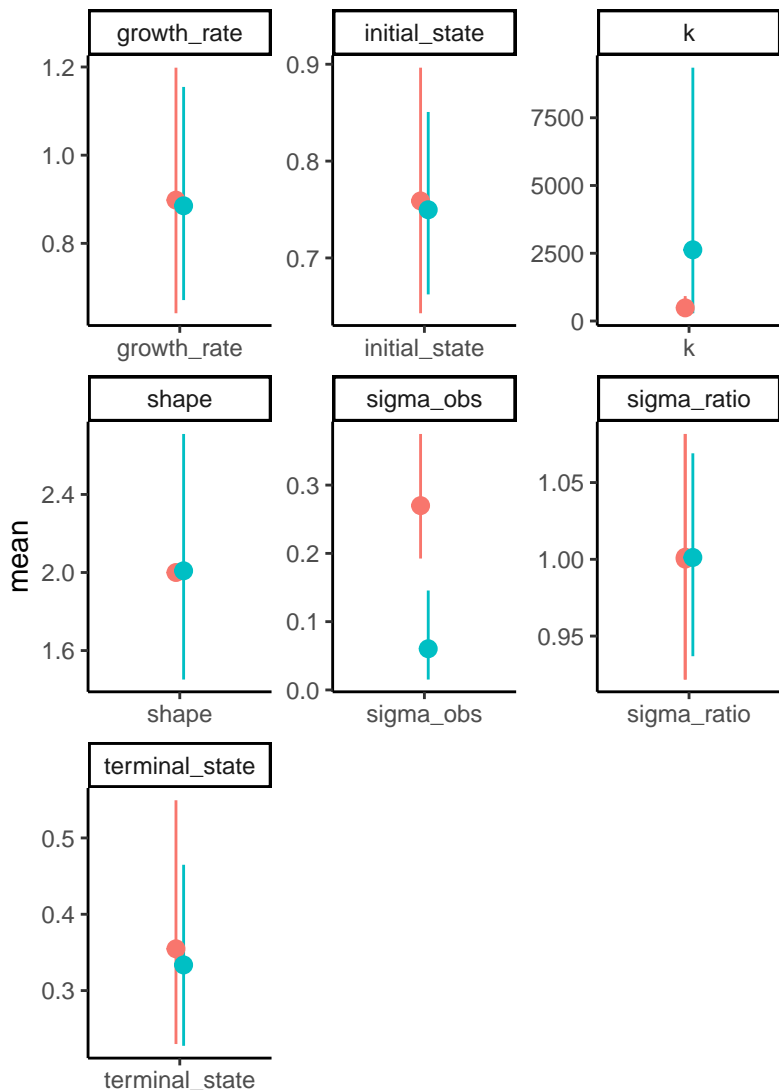 growth_rate
initial_state
k
1.2
1.0
0.8
0.9
0.8
0.7
7500
5000
2500
0
growth_rate
initial_state
k
shape
sigma_obs
sigma_ratio
mean
2.4
2.0
1.6
0.3
0.2
0.1
0.0
1.05
1.00
0.95
shape
sigma_obs
sigma_ratio
terminal_state
0.5
0.4
0.3
terminal_state